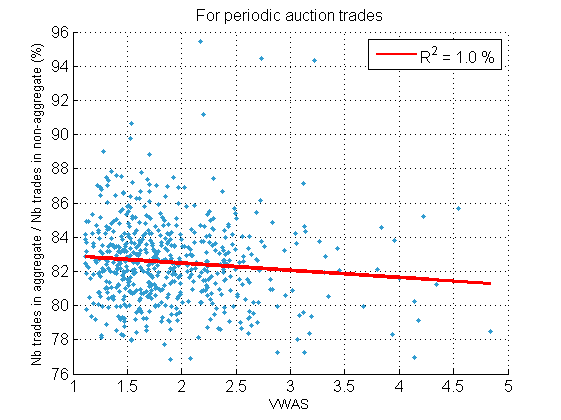 For periodic auction trades
Nb trades in aggregate / Nb trades in non-aggregate (%)
96
94
92
90
88
86
84
82
80
78
76
R² = 1.0 %
1 1.5 2 2.5 3 3.5 4 4.5 5
VWAS